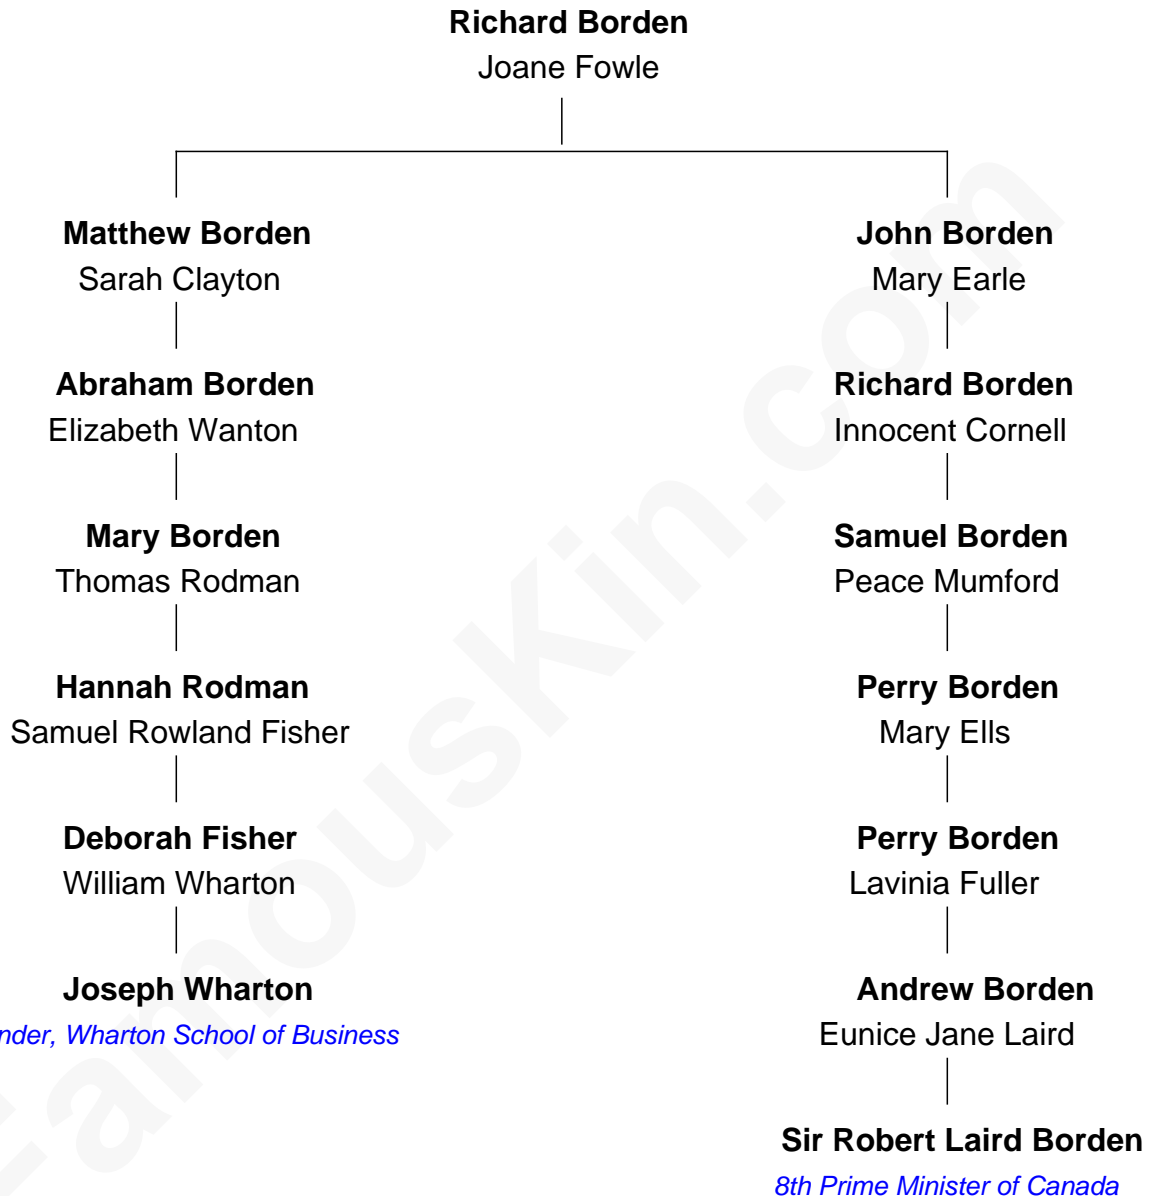 Richard Borden
Joane Fowle
Matthew Borden
Sarah Clayton
John Borden
Mary Earle
Abraham Borden
Elizabeth Wanton
Richard Borden
Innocent Cornell
Mary Borden
Thomas Rodman
Samuel Borden
Peace Mumford
Hannah Rodman
Samuel Rowland Fisher
Perry Borden
Mary Ells
Deborah Fisher
William Wharton
Perry Borden
Lavinia Fuller
Joseph Wharton
nder, Wharton School of Business
Andrew Borden
Eunice Jane Laird
Sir Robert Laird Borden
8th Prime Minister of Canada
FamousKin.com